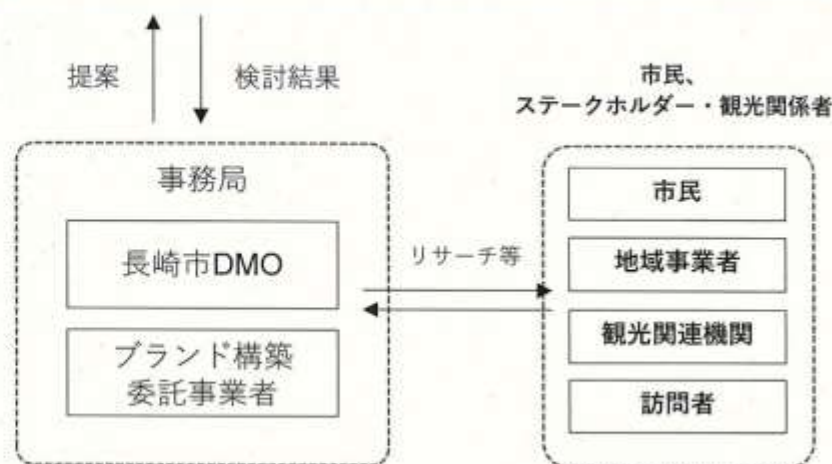 提案
検討結果
市民、
ステークホルダー・観光関係者
事務局
長崎市DMO
ブランド構築
委託事業者
リサーチ等
市民
地域事業者
観光関連機関
訪問者